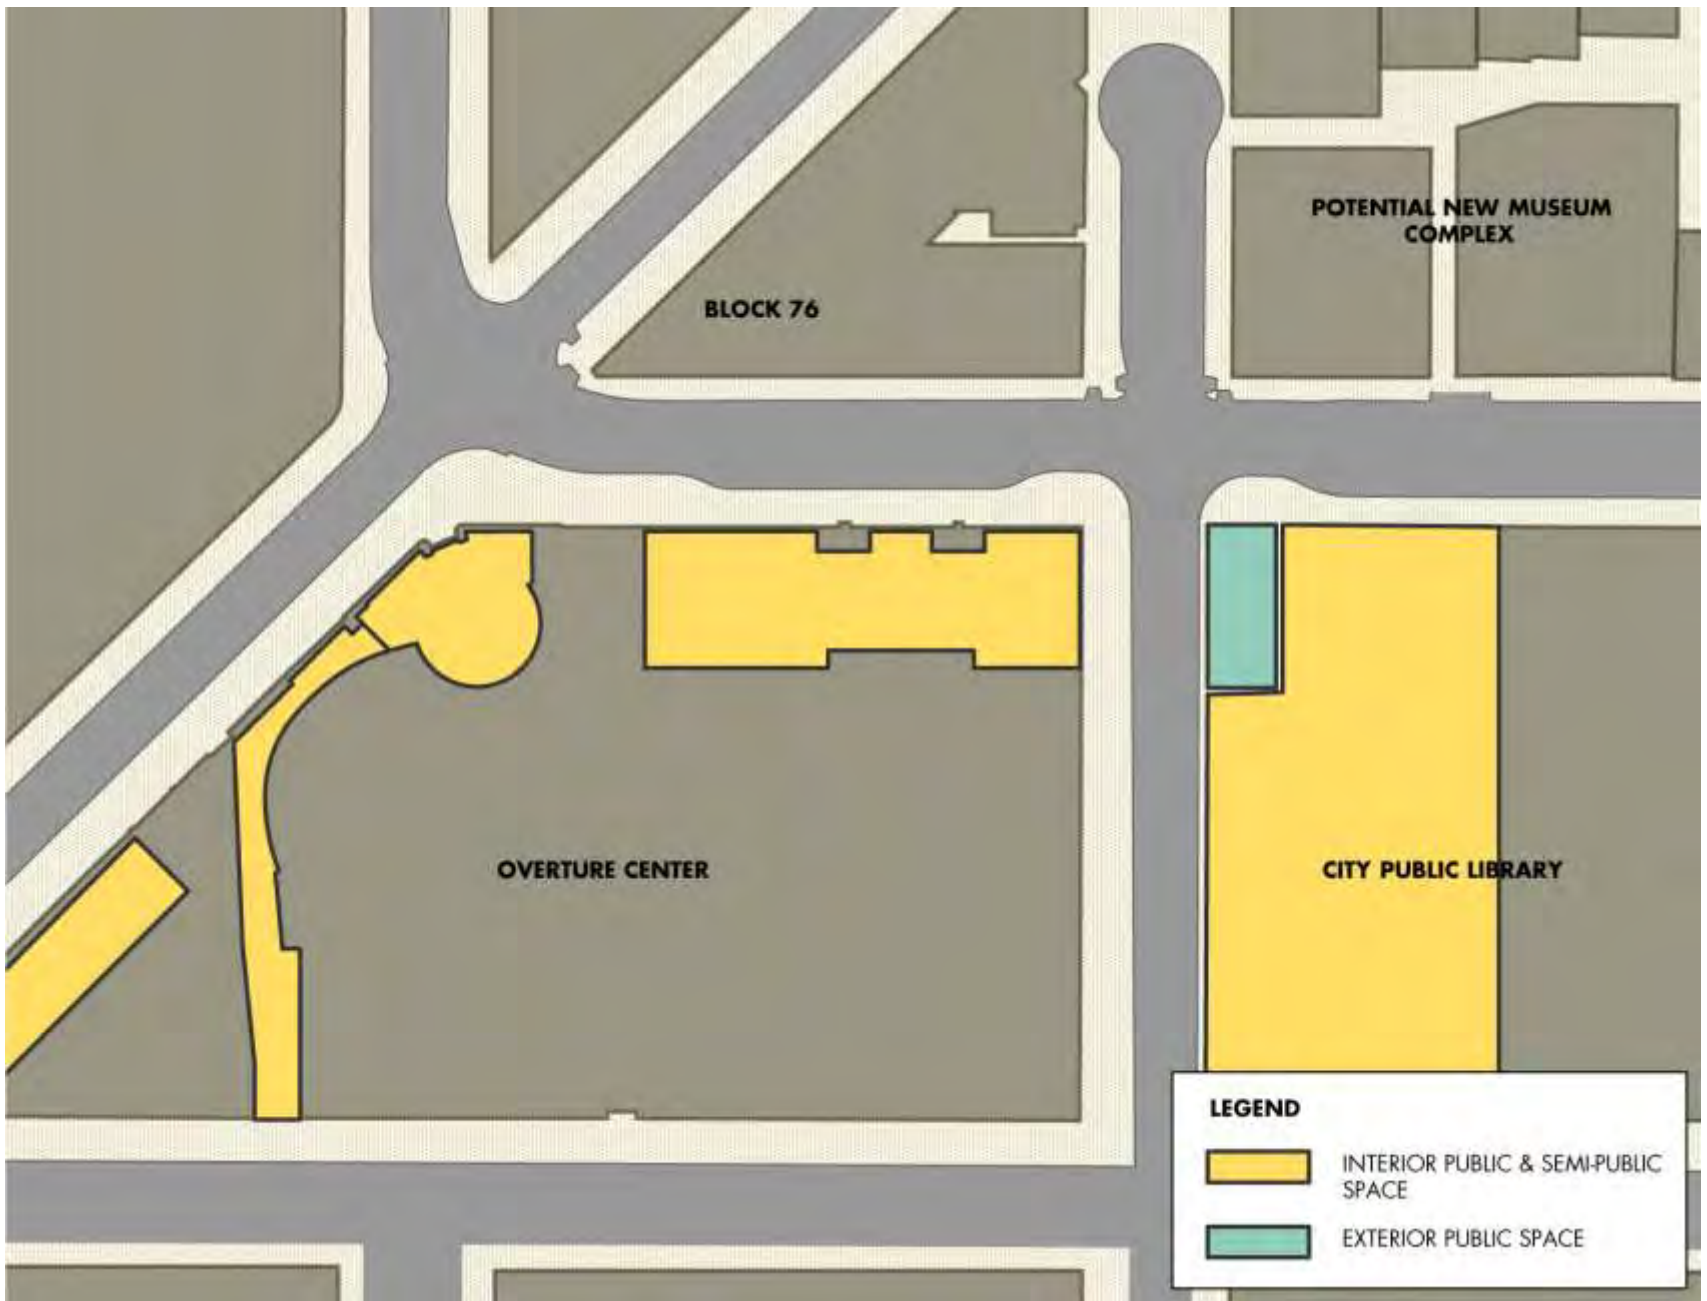 POTENTIAL NEW MUSEUM
COMPLEX
BLOCK 76
OVERTURE CENTER
CITY PUBLIC LIBRARY
LEGEND
INTERIOR PUBLIC & SEMI-PUBLIC
SPACE
EXTERIOR PUBLIC SPACE